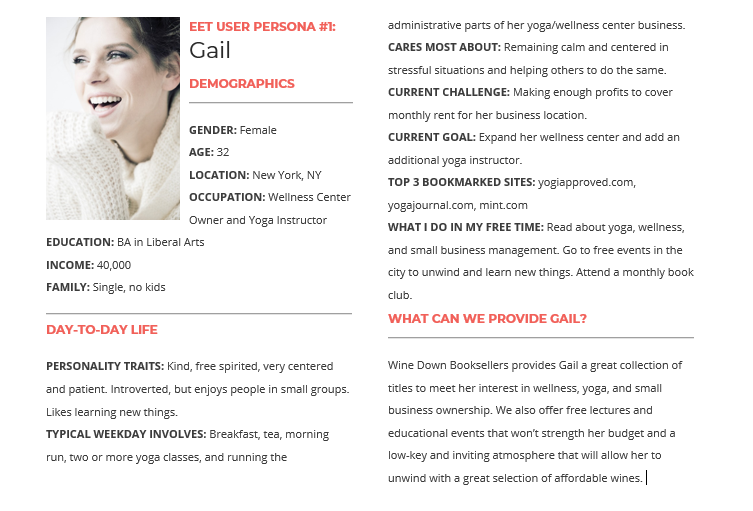 EET USER PERSONA #1:
Gail
DEMOGRAPHICS
GENDER: Female
AGE: 32
LOCATION: New York, NY
OCCUPATION: Wellness Center
Owner and Yoga Instructor
EDUCATION: BA in Liberal Arts
INCOME: 40,000
FAMILY: Single, no kids
DAY-TO-DAY LIFE
PERSONALITY TRAITS: Kind, free spirited, very centered
and patient. Introverted, but enjoys people in small groups.
Likes learning new things.
TYPICAL WEEKDAY INVOLVES: Breakfast, tea, morning
run, two or more yoga classes, and running the
administrative parts of her yoga/wellness center business.
CARES MOST ABOUT: Remaining calm and centered in
stressful situations and helping others to do the same.
CURRENT CHALLENGE: Making enough profits to cover
monthly rent for her business location.
CURRENT GOAL: Expand her wellness center and add an
additional yoga instructor.
TOP 3 BOOKMARKED SITES: yogiapproved.com,
yogajournal.com, mint.com
WHAT I DO IN MY FREE TIME: Read about yoga, wellness,
and small business management. Go to free events in the
city to unwind and learn new things. Attend a monthly book
club.
WHAT CAN WE PROVIDE GAIL?
Wine Down Booksellers provides Gail a great collection of
titles to meet her interest in wellness, yoga, and small
business ownership. We also offer free lectures and
educational events that won't strength her budget and a
low-key and inviting atmosphere that will allow her to
unwind with a great selection of affordable wines.